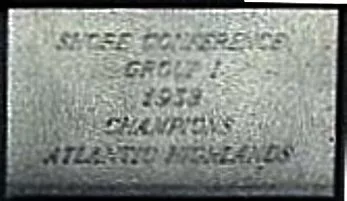 SHORE CONFERENCE
GROUP I
CHAMPIONS
ATLANTIC HIGHLANDS